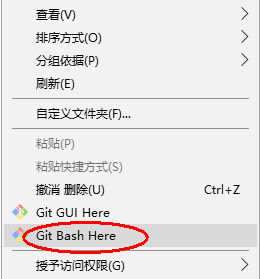 查看(V)
排序方式(O)
分组依据(P)
刷新(E)
自定义文件夹(F)...
粘贴(P)
粘贴快捷方式(S)
撤消 删除(U) Ctrl+Z
Git GUI Here
Git Bash Here
授予访问权限(G)